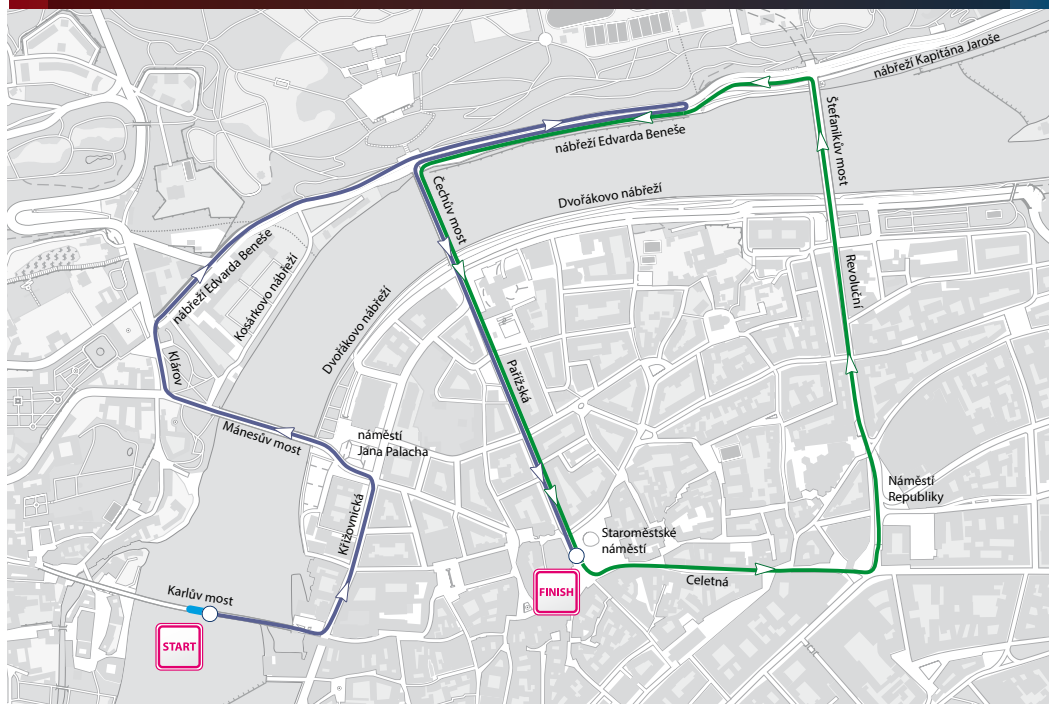 nábřeží Kapitána Jaroše
Štefanikův most
nábřeží Edvarda Beneše
Čechův most
Dvořákovo nábřeží
nábřeží Edvarda Beneše
Kosárkovo nábřeží
Revoluční
Dvořákovo nábřeží
Klárov
Pařížská
Mánesův most
náměstí
Jana Palacha
Náměstí
Republiky
Křižovnická
Staroměstské
náměstí
Celetná
FINISH
Karlův most
START